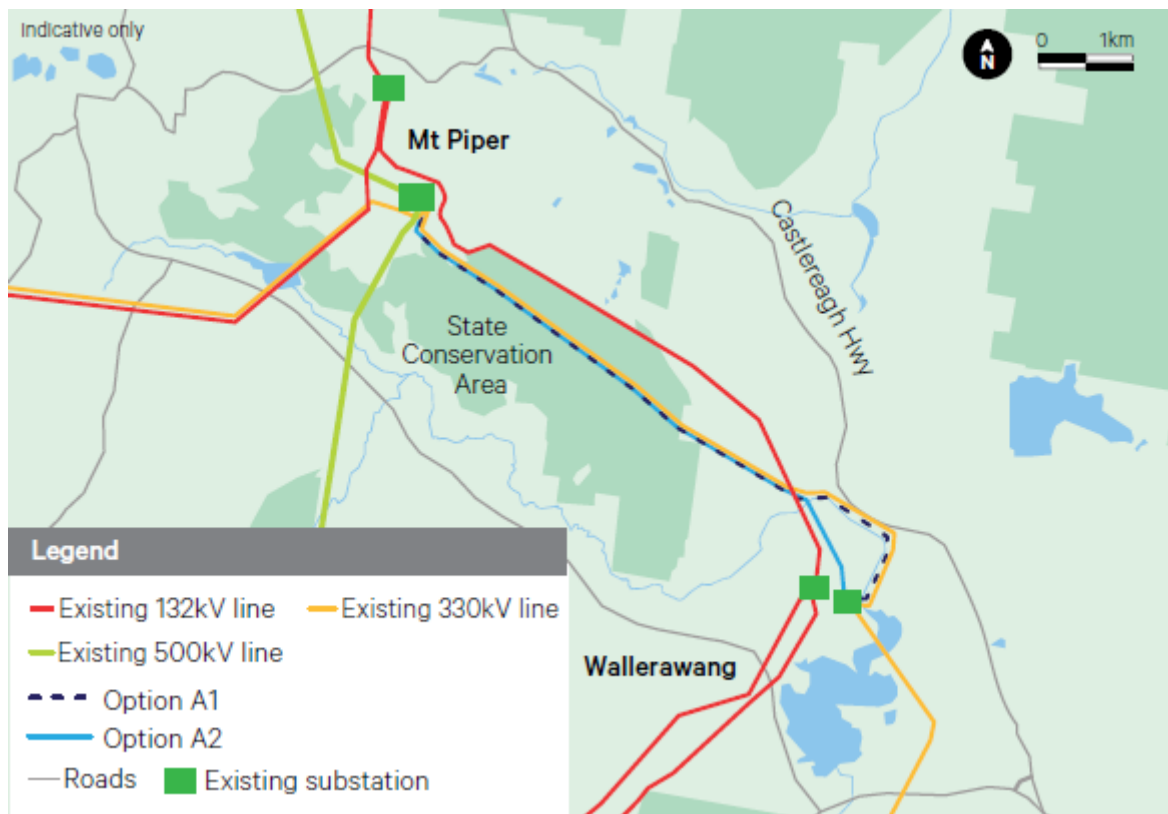 Indicative only
N
0 1km
Mt Piper
Castlereagh Hwy
State
Conservation
Area
Legend
Existing 132kV line
Existing 330kV line
Existing 500kV line
Option A1
Option A2
Roads
Existing substation
Wallerawang